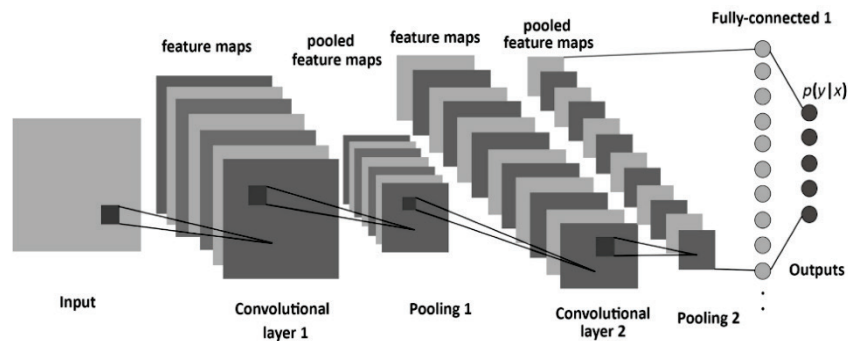 Fully-connected 1
feature maps
pooled
feature maps
feature maps
pooled
feature maps
p(y|x)
Input
Convolutional
layer 1
Pooling 1
Convolutional
layer 2
Pooling 2
Outputs